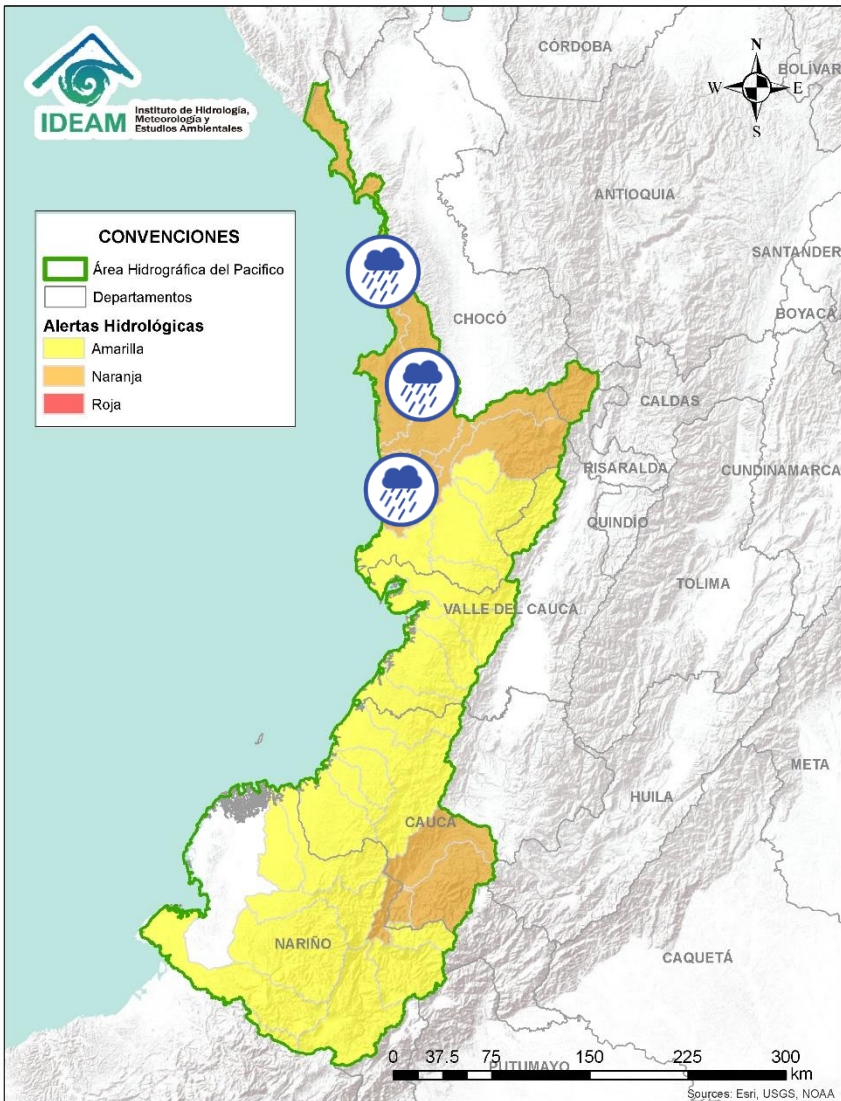 IDEAM
Instituto de Hidrología,
Meteorología y
Estudios Ambientales
CONVENCIONES
Área Hidrográfica del Pacifico
Departamentos
Alertas Hidrológicas
Amarilla
Naranja
Roja
N
W E
S
CÓRDOBA
BOLÍVAR
ANTIOQUIA
SANTANDER
BOYACÁ
CHOCÓ
CALDAS
RISARALDA
CUNDINAMARCA
QUINDÍO
TOLIMA
VALLE DEL CAUCA
META
HUILA
CAUCA
NARIÑO
CAQUETÁ
PUTUMAYO
0 37.5 75 150 225 300
km
Sources: Esri, USGS, NOAA